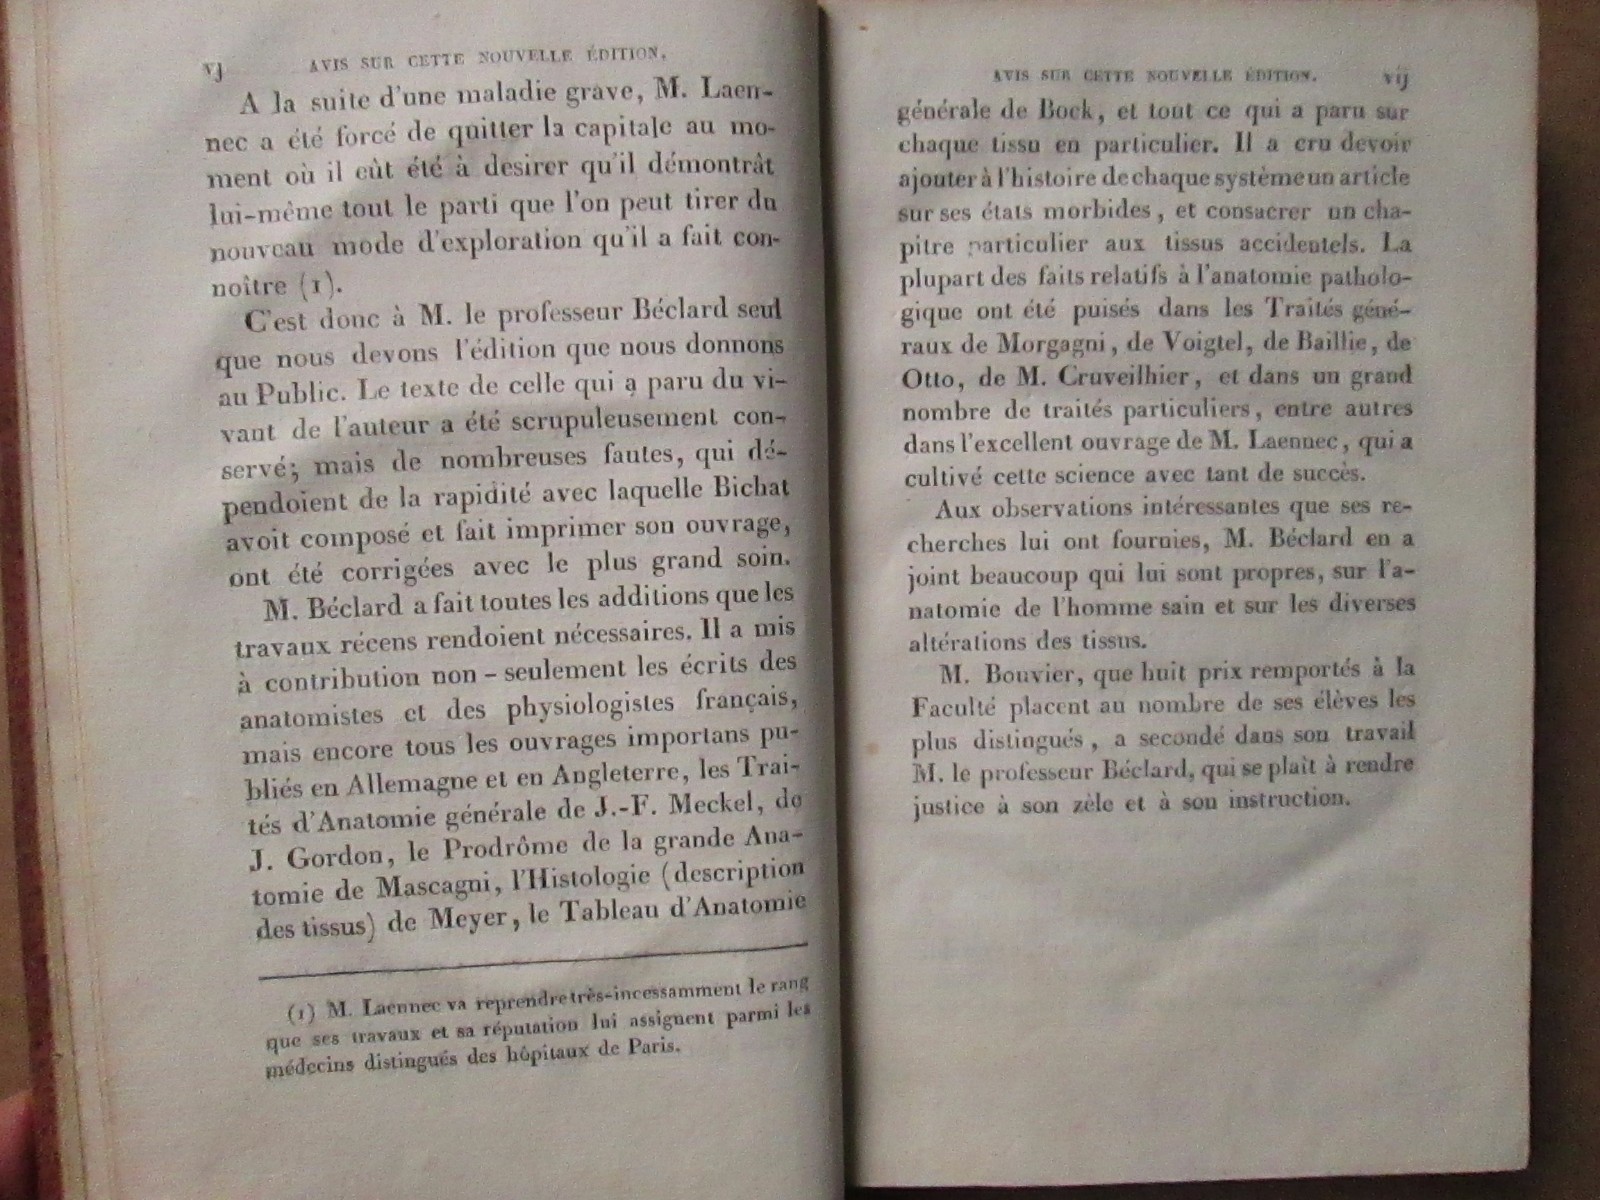 vj AVIS SUR CETTE NOUVELLE ÉDITION.
A la suite d'une maladie grave, M. Laen-
nec a été forcé de quitter la capitale au mo-
ment où il eût été à desirer qu'il démontrât
lui-même tout le parti que l'on peut tirer du
nouveau mode d'exploration qu'il a fait con-
noître (1).
C'est donc à M. le professeur Béclard seul
que nous devons l'édition que nous donnons
au Public. Le texte de celle qui a paru du vi-
vant de l'auteur a été scrupuleusement con-
servé; mais de nombreuses fautes, qui dé-
pendoient de la rapidité avec laquelle Bichat
avoit composé et fait imprimer son ouvrage,
ont été corrigées avec le plus grand soin.
M. Béclard a fait toutes les additions que les
travaux récens rendoient nécessaires. Il a mis
à contribution non-seulement les écrits des
anatomistes et des physiologistes français,
mais encore tous les ouvrages importans pu-
bliés en Allemagne et en Angleterre, les Trai-
tés d'Anatomie générale de J.-F. Meckel, de
J. Gordon, le Prodrôme de la grande Ana-
tomie de Mascagni, l'Histologie (description
des tissus) de Meyer, le Tableau d'Anatomie
(1) M. Laennec va reprendre très-incessamment le rang
que ses travaux et sa réputation lui assignent parmi les
médecins distingués des hôpitaux de Paris.
AVIS SUR CETTE NOUVELLE ÉDITION. vij
générale de Bock, et tout ce qui a paru sur
chaque tissu en particulier. Il a cru devoir
ajouter à l'histoire de chaque système un article
sur ses états morbides, et consacrer un cha-
pitre particulier aux tissus accidentels. La
plupart des faits relatifs à l'anatomie patholo-
gique ont été puisés dans les Traités géné-
raux de Morgagni, de Voigtel, de Baillie, de
Otto, de M. Cruveilhier, et dans un grand
nombre de traités particuliers, entre autres
dans l'excellent ouvrage de M. Laennec, qui a
cultivé cette science avec tant de succès.
Aux observations intéressantes que ses re-
cherches lui ont fournies, M. Béclard en a
joint beaucoup qui lui sont propres, sur l'a-
natomie de l'homme sain et sur les diverses
altérations des tissus.
M. Bouvier, que huit prix remportés à la
Faculté placent au nombre de ses élèves les
plus distingués, a secondé dans son travail
M. le professeur Béclard, qui se plaît à rendre
justice à son zèle et à son instruction.